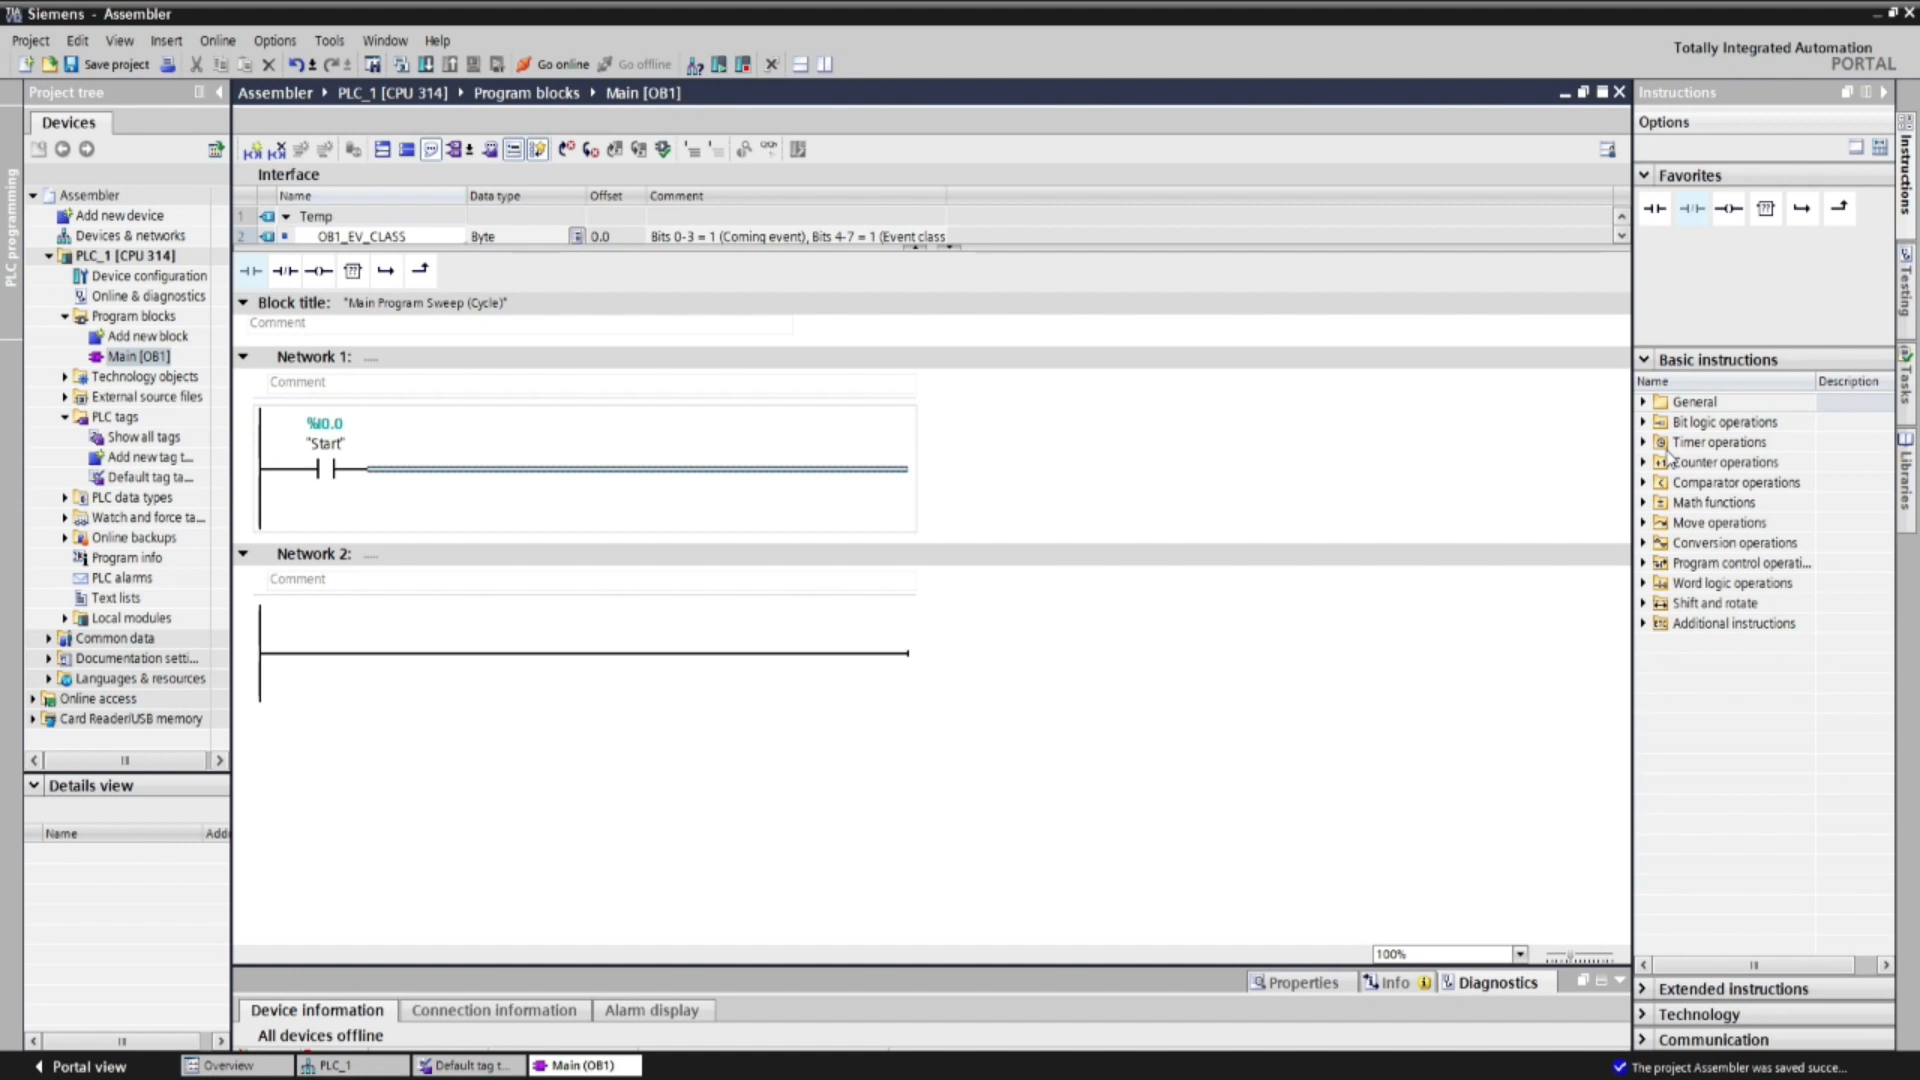 Siemens - Assembler
Project Edit View Insert Online Options Tools Window Help
Totally Integrated Automation
PORTAL
Save project
Go online
Go offline
Project tree
Assembler PLC_1 [CPU 314] Program blocks Main [OB1]
Instructions
Devices
Options
PLC programming
Instructions
Testing
Tasks
Libraries
Interface
Name Data type Offset Comment
1 Temp
2 OB1_EV_CLASS Byte 0.0 Bits 0-3 = 1 (Coming event), Bits 4-7 = 1 (Event class
Assembler
Add new device
Devices & networks
PLC_1 [CPU 314]
Device configuration
Online & diagnostics
Program blocks
Add new block
Main [OB1]
Technology objects
External source files
PLC tags
Show all tags
Add new tag t...
Default tag ta...
PLC data types
Watch and force ta...
Online backups
Program info
PLC alarms
Text lists
Local modules
Common data
Documentation setti...
Languages & resources
Online access
Card Reader/USB memory
Details view
Name Add
Block title: "Main Program Sweep (Cycle)"
Comment
Network 1: .....
Comment
%I0.0
"Start"
Network 2: .....
Comment
100%
Favorites
Basic instructions
Name Description
General
Bit logic operations
Timer operations
Counter operations
Comparator operations
Math functions
Move operations
Conversion operations
Program control operati...
Word logic operations
Shift and rotate
Additional instructions
Extended instructions
Technology
Communication
Properties Info Diagnostics
Device information Connection information Alarm display
All devices offline
Portal view Overview PLC_1 Default tag t... Main (OB1)
The project Assembler was saved succe...